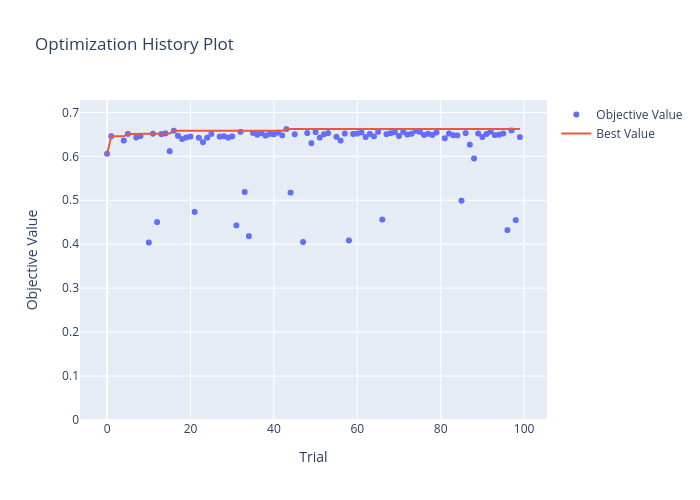 Optimization History Plot
0.7
0.6
0.5
0.4
0.3
0.2
0.1
0
Objective Value
0
20
40
60
80
100
Trial
Objective Value
Best Value